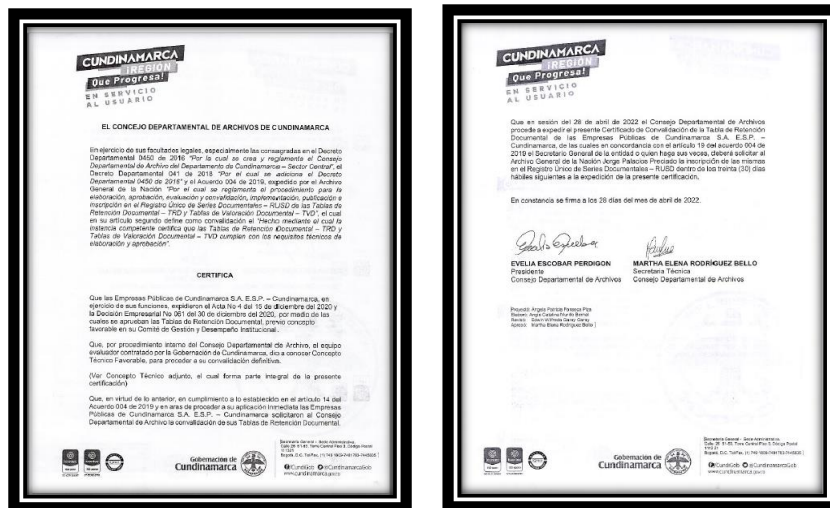 CUNDINAMARCA
¡REGIÓN
Que Progresa!
EN SERVICIO
AL USUARIO
EL CONCEJO DEPARTAMENTAL DE ARCHIVOS DE CUNDINAMARCA
En ejercicio de sus facultades legales, especialmente las consagradas en el Decreto
Departamental 0450 de 2016 "Por la cual se crea y reglamenta el Consejo
Departamental de Archivo del Departamento de Cundinamarca – Sector Central", el
Decreto Departamental 041 de 2018 "Por el cual se adiciona el Decreto
Departamental 0450 de 2016" y el Acuerdo 004 de 2019, expedido por el Archivo
General de la Nación "Por el cual se reglamenta el procedimiento para la
elaboración, aprobación, evaluación y convalidación, implementación, publicación e
inscripción en el Registro Único de Series Documentales – RUSD de las Tablas de
Retención Documental – TRD y Tablas de Valoración Documental – TVD", el cual
en su artículo segundo define como convalidación el "Hecho mediante el cual la
instancia competente certifica que las Tablas de Retención Documental – TRD y
Tablas de Valoración Documental – TVD cumplen con los requisitos técnicos de
elaboración y aprobación".
CERTIFICA
Que las Empresas Públicas de Cundinamarca S.A. E.S.P. – Cundinamarca, en
ejercicio de sus funciones, expidieron el Acta No 4 del 15 de diciembre del 2020 y
la Decisión Empresarial No 061 del 30 de diciembre del 2020, por medio de las
cuales se aprueban las Tablas de Retención Documental, previo concepto
favorable en su Comité de Gestión y Desempeño Institucional.
Que, por procedimiento interno del Consejo Departamental de Archivo, el equipo
evaluador contratado por la Gobernación de Cundinamarca, dio a conocer Concepto
Técnico Favorable, para proceder a su convalidación definitiva.
(Ver Concepto Técnico adjunto, el cual forma parte integral de la presente
certificación)
Que, en virtud de lo anterior, en cumplimiento a lo establecido en el artículo 14 del
Acuerdo 004 de 2019 y en aras de proceder a su aplicación inmediata las Empresas
Públicas de Cundinamarca S.A. E.S.P. – Cundinamarca solicitaron al Consejo
Departamental de Archivo la convalidación de sus Tablas de Retención Documental.
Gobernación de
Cundinamarca
CUNDINAMARCA
¡REGIÓN
Que Progresa!
EN SERVICIO
AL USUARIO
Que en sesión del 28 de abril de 2022 el Consejo Departamental de Archivos
procede a expedir el presente Certificado de Convalidación de la Tabla de Retención
Documental de las Empresas Públicas de Cundinamarca S.A. E.S.P. –
Cundinamarca, de las cuales en concordancia con el artículo 19 del acuerdo 004 de
2019 el Secretario General de la entidad o quien haga sus veces, deberá solicitar al
Archivo General de la Nación Jorge Palacios Preciado la inscripción de las mismas
en el Registro Único de Series Documentales – RUSD dentro de los treinta (30) días
hábiles siguientes a la expedición de la presente certificación.
En constancia se firma a los 28 días del mes de abril de 2022.
EVELIA ESCOBAR PERDIGON
Presidente
Consejo Departamental de Archivos
MARTHA ELENA RODRÍGUEZ BELLO
Secretaria Técnica
Consejo Departamental de Archivos
Gobernación de
Cundinamarca